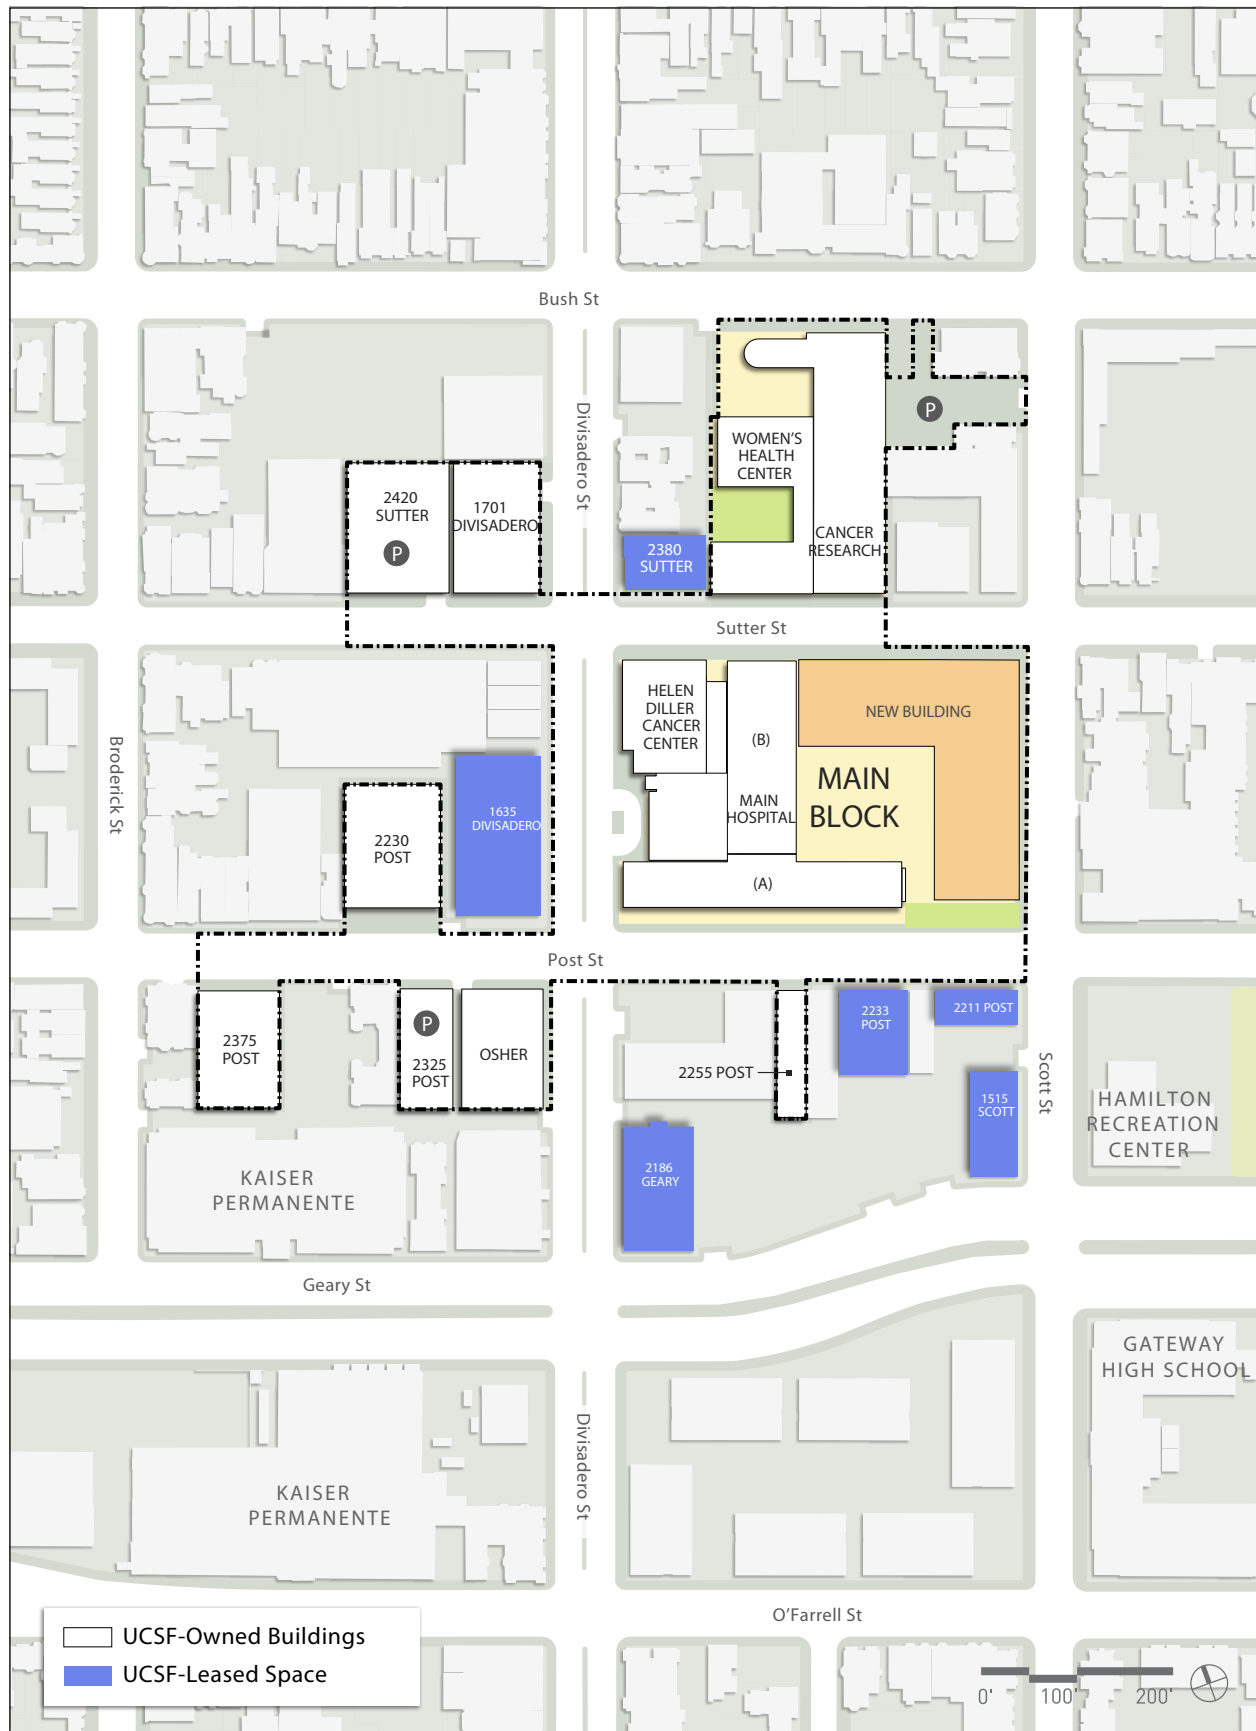 Bush St
Divisadero St
WOMEN'S
HEALTH
CENTER
P
2420
SUTTER
P
1701
DIVISADERO
2380
SUTTER
CANCER
RESEARCH
Sutter St
HELEN
DILLER
CANCER
CENTER
(B)
NEW BUILDING
MAIN
BLOCK
MAIN
HOSPITAL
(A)
Broderick St
1635
DIVISADERO
2230
POST
Post St
2375
POST
P
2325
POST
OSHER
2255 POST
2233
POST
2211 POST
1515
SCOTT
Scott St
HAMILTON
RECREATION
CENTER
2186
GEARY
KAISER
PERMANENTE
Geary St
GATEWAY
HIGH SCHOOL
Divisadero St
KAISER
PERMANENTE
O'Farrell St
UCSF-Owned Buildings
UCSF-Leased Space
0' 100' 200'